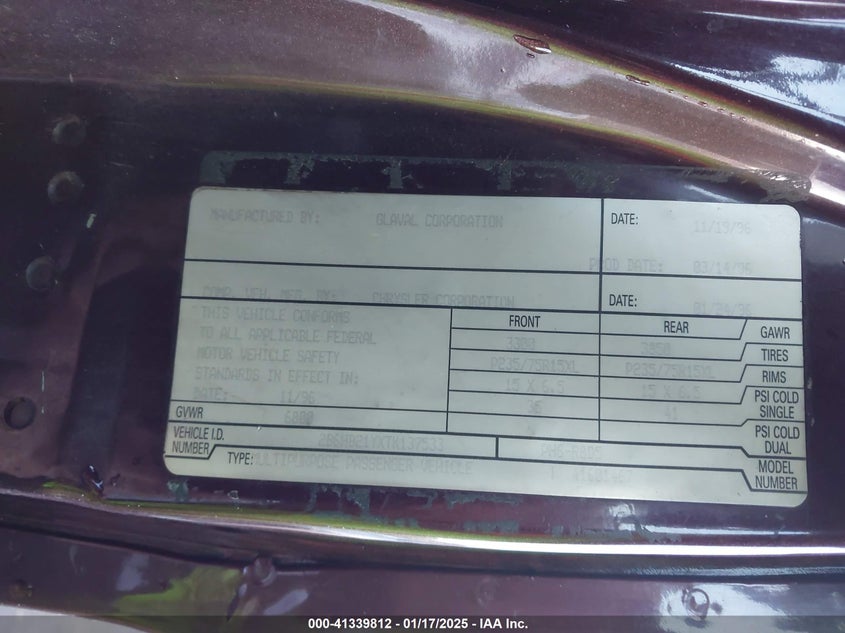 MANUFACTURED BY: GLAVAL CORPORATION DATE: 11/19/96
PROD DATE: 03/14/96
COMP. VEH. MFG. BY: CHRYSLER CORPORATION DATE: 01/24/96
THIS VEHICLE CONFORMS
TO ALL APPLICABLE FEDERAL
MOTOR VEHICLE SAFETY
STANDARDS IN EFFECT IN:
DATE: 11/96
FRONT REAR
3300 GAWR
P235/75R15XL P235/75R15XL TIRES
15 X 6.5 15 X 6.5 RIMS
41 PSI COLD SINGLE
PSI COLD DUAL
GVWR 6800
VEHICLE I.D. NUMBER
TYPE: MULTIPURPOSE PASSENGER VEHICLE MODEL NUMBER
000-41339812 - 01/17/2025 - IAA Inc.